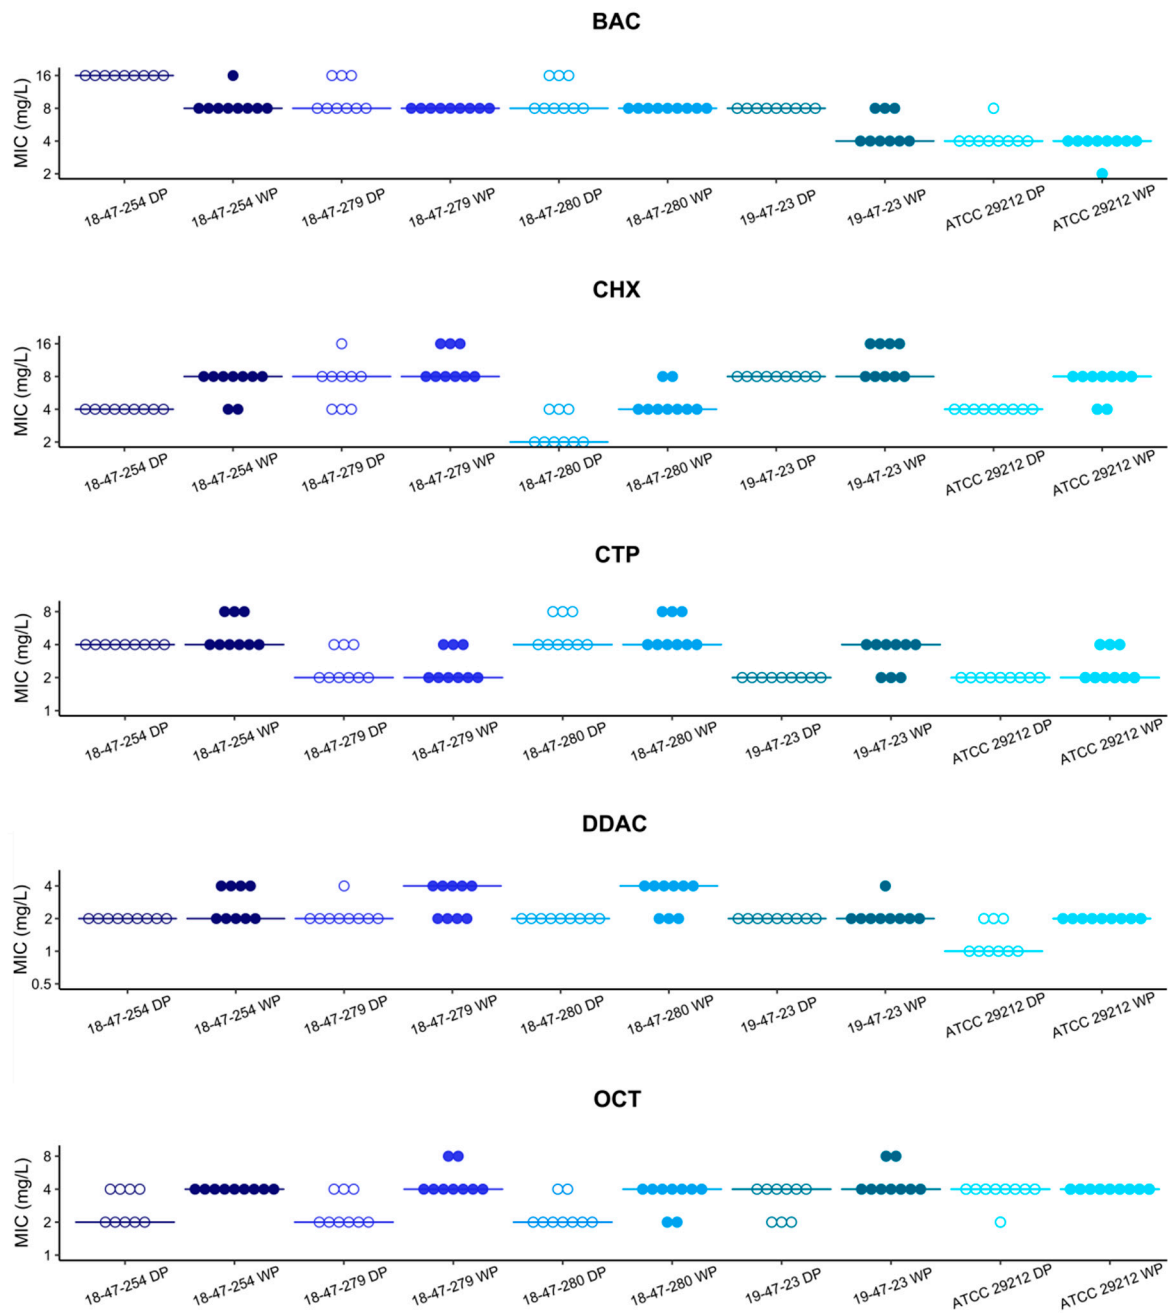 BAC
MIC (mg/L)
16
8
4
2
18-47-254 DP
18-47-254 WP
18-47-279 DP
18-47-279 WP
18-47-280 DP
18-47-280 WP
19-47-23 DP
19-47-23 WP
ATCC 29212 DP
ATCC 29212 WP
CHX
MIC (mg/L)
16
8
4
2
18-47-254 DP
18-47-254 WP
18-47-279 DP
18-47-279 WP
18-47-280 DP
18-47-280 WP
19-47-23 DP
19-47-23 WP
ATCC 29212 DP
ATCC 29212 WP
CTP
MIC (mg/L)
8
4
2
1
18-47-254 DP
18-47-254 WP
18-47-279 DP
18-47-279 WP
18-47-280 DP
18-47-280 WP
19-47-23 DP
19-47-23 WP
ATCC 29212 DP
ATCC 29212 WP
DDAC
MIC (mg/L)
4
2
1
0.5
18-47-254 DP
18-47-254 WP
18-47-279 DP
18-47-279 WP
18-47-280 DP
18-47-280 WP
19-47-23 DP
19-47-23 WP
ATCC 29212 DP
ATCC 29212 WP
OCT
MIC (mg/L)
8
4
2
1
18-47-254 DP
18-47-254 WP
18-47-279 DP
18-47-279 WP
18-47-280 DP
18-47-280 WP
19-47-23 DP
19-47-23 WP
ATCC 29212 DP
ATCC 29212 WP